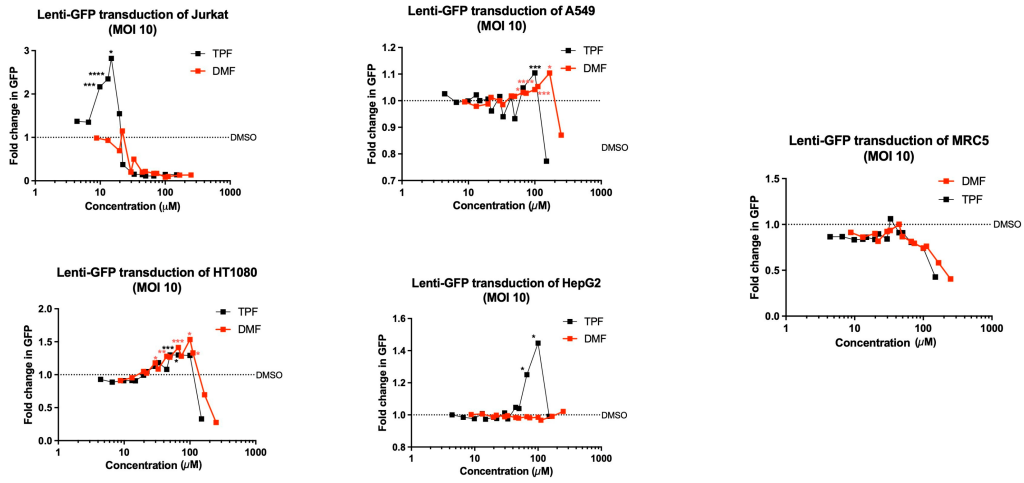 Lenti-GFP transduction of Jurkat
(MOI 10)
TPF
DMF
Fold change in GFP
3
2
1
0
*
****
***
DMSO
1
10
100
1000
Concentration (μM)
Lenti-GFP transduction of A549
(MOI 10)
TPF
DMF
Fold change in GFP
1.2
1.1
1.0
0.9
0.8
0.7
***
*
****
*
***
DMSO
1
10
100
1000
Concentration (μM)
Lenti-GFP transduction of MRC5
(MOI 10)
DMF
TPF
Fold change in GFP
1.5
1.0
0.5
0.0
DMSO
1
10
100
1000
Concentration (μM)
Lenti-GFP transduction of HT1080
(MOI 10)
TPF
DMF
Fold change in GFP
2.0
1.5
1.0
0.5
0.0
*
***
***
**
*
*
*
DMSO
1
10
100
1000
Concentration (μM)
Lenti-GFP transduction of HepG2
(MOI 10)
TPF
DMF
Fold change in GFP
1.6
1.4
1.2
1.0
0.8
*
*
DMSO
1
10
100
1000
Concentration (μM)